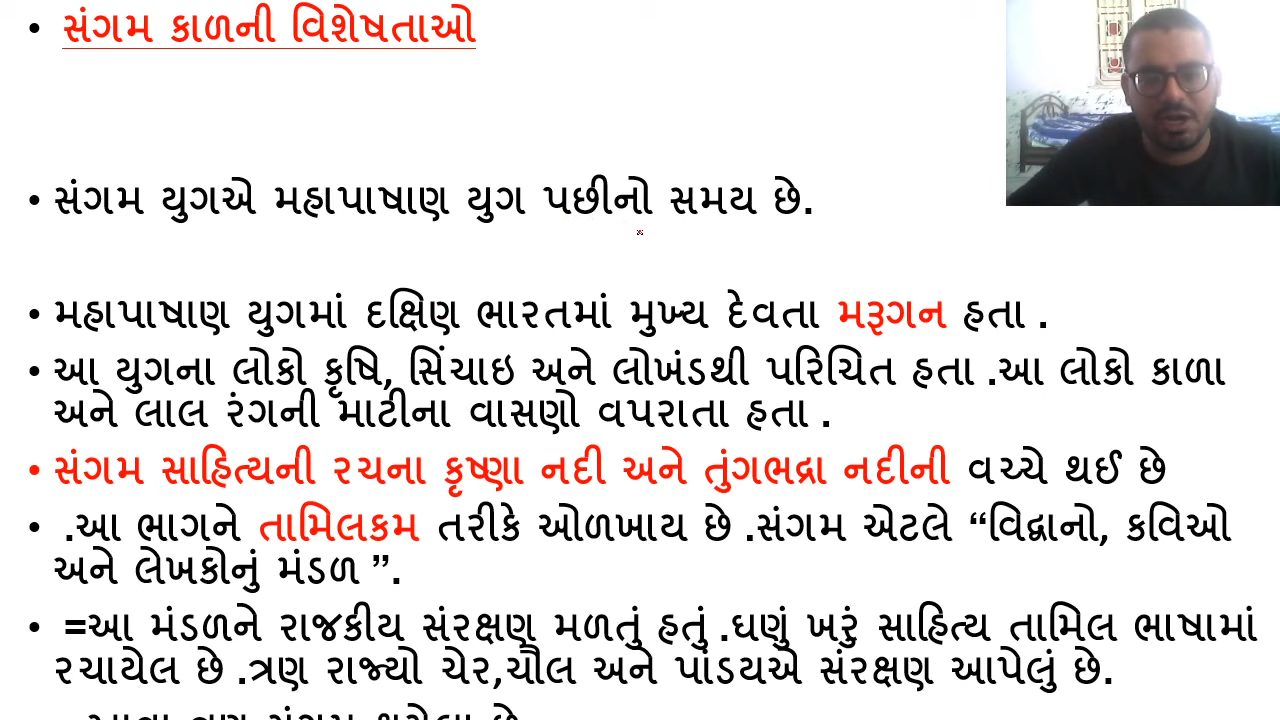 • સંગમ કાળની વિશેષતાઓ
• સંગમ યુગએ મહાપાષાણ યુગ પછીનો સમય છે.
• મહાપાષાણ યુગમાં દક્ષિણ ભારતમાં મુખ્ય દેવતા મરૂગન હતા .
• આ યુગના લોકો કૃષિ, સિંચાઇ અને લોખંડથી પરિચિત હતા .આ લોકો કાળા
અને લાલ રંગની માટીના વાસણો વપરાતા હતા .
• સંગમ સાહિત્યની રચના કૃષ્ણા નદી અને તુંગભદ્રા નદીની વચ્ચે થઈ છે
• .આ ભાગને તામિલકમ તરીકે ઓળખાય છે .સંગમ એટલે “વિદ્વાનો, કવિઓ
અને લેખકોનું મંડળ ”.
• =આ મંડળને રાજકીય સંરક્ષણ મળતું હતું .ઘણું ખરું સાહિત્ય તામિલ ભાષામાં
રચાયેલ છે .ત્રણ રાજ્યો ચેર,ચૌલ અને પાંડયએ સંરક્ષણ આપેલું છે.